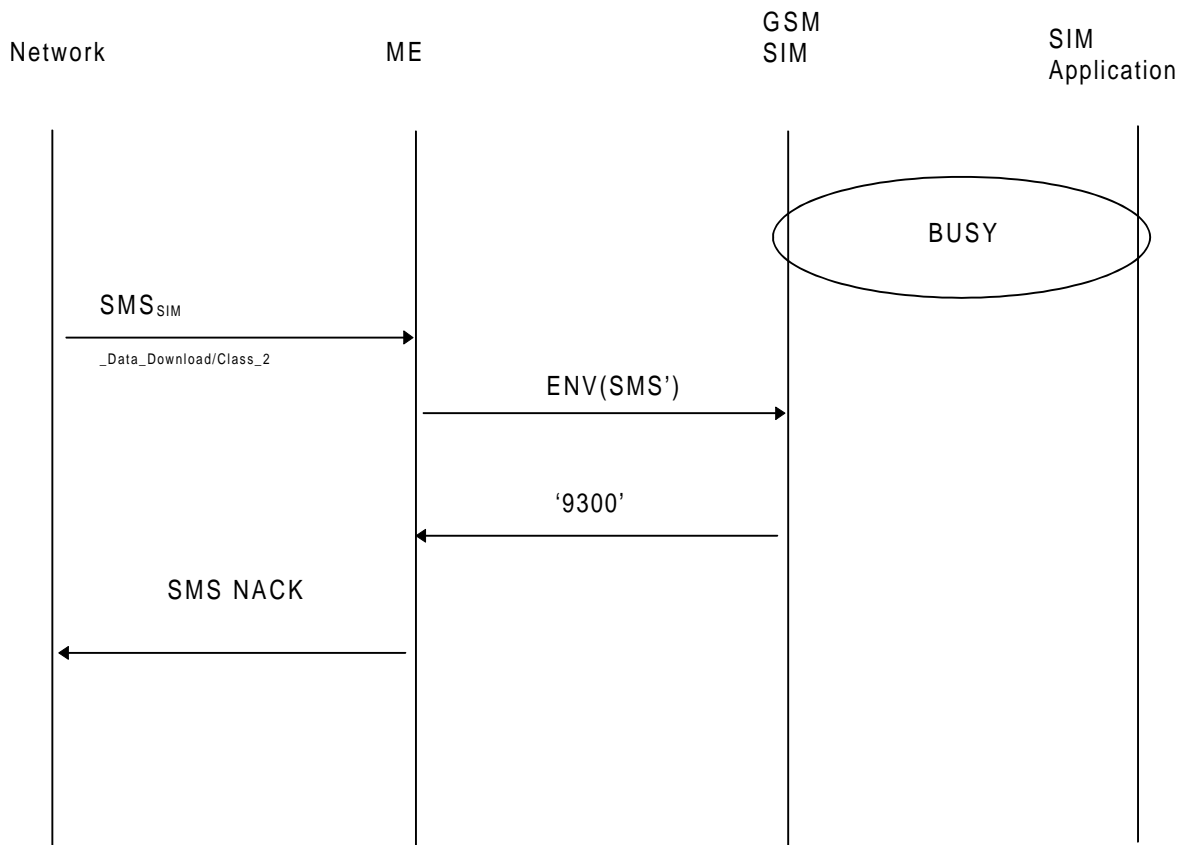 Network
ME
GSM
SIM
SIM
Application
BUSY
SMSSIM
_Data_Download/Class_2
ENV(SMS’)
‘9300’
SMS NACK